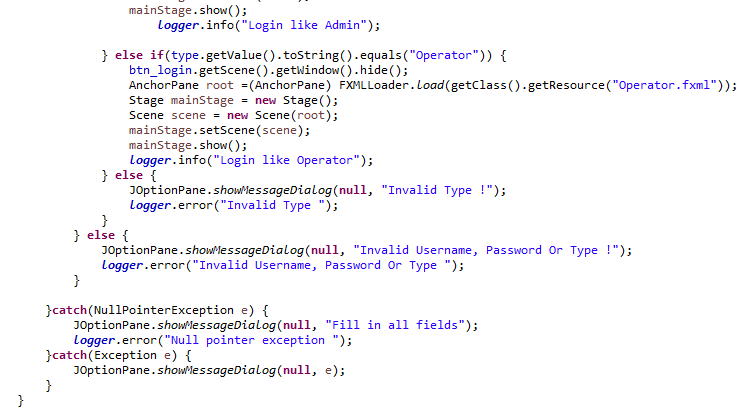 mainStage.show();
logger.info("Login like Admin");
} else if(type.getValue().toString().equals("Operator")) {
btn_login.getScene().getWindow().hide();
AnchorPane root =(AnchorPane) FXMLLoader.load(getClass().getResource("Operator.fxml"));
Stage mainStage = new Stage();
Scene scene = new Scene(root);
mainStage.setScene(scene);
mainStage.show();
logger.info("Login like Operator");
} else {
JOptionPane.showMessageDialog(null, "Invalid Type !");
logger.error("Invalid Type ");
}
} else {
JOptionPane.showMessageDialog(null, "Invalid Username, Password Or Type !");
logger.error("Invalid Username, Password Or Type ");
}
}catch(NullPointerException e) {
JOptionPane.showMessageDialog(null, "Fill in all fields");
logger.error("Null pointer exception ");
}catch(Exception e) {
JOptionPane.showMessageDialog(null, e);
}
}